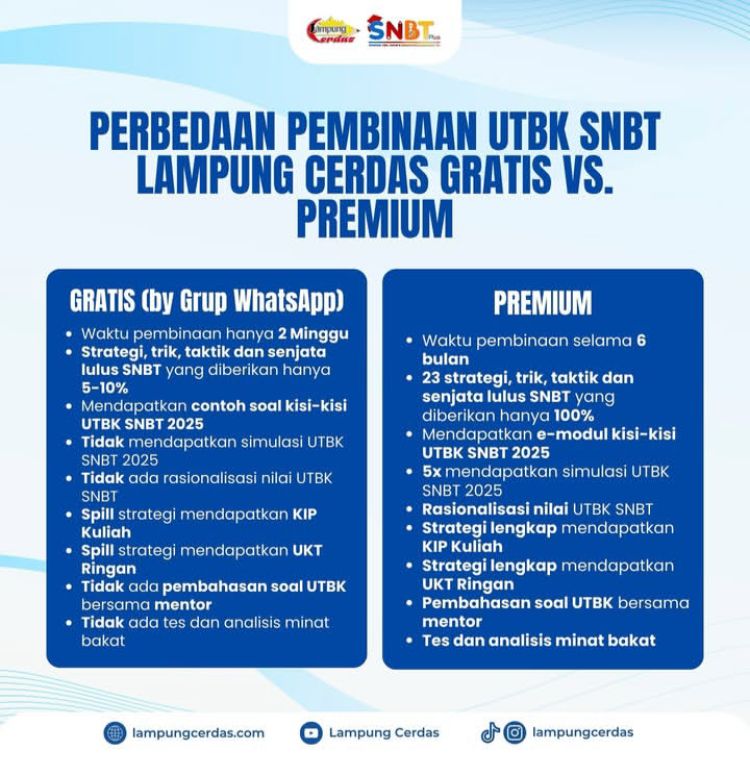 Lampung
Cerdas
SNBT Plus
PERBEDAAN PEMBINAAN UTBK SNBT
LAMPUNG CERDAS GRATIS VS.
PREMIUM
GRATIS (by Grup WhatsApp)
• Waktu pembinaan hanya 2 Minggu
• Strategi, trik, taktik dan senjata
lulus SNBT yang diberikan hanya
5-10%
• Mendapatkan contoh soal kisi-kisi
UTBK SNBT 2025
• Tidak mendapatkan simulasi UTBK
SNBT 2025
• Tidak ada rasionalisasi nilai UTBK
SNBT
• Spill strategi mendapatkan KIP
Kuliah
• Spill strategi mendapatkan UKT
Ringan
• Tidak ada pembahasan soal UTBK
bersama mentor
• Tidak ada tes dan analisis minat
bakat
PREMIUM
• Waktu pembinaan selama 6
bulan
• 23 strategi, trik, taktik dan
senjata lulus SNBT yang
diberikan hanya 100%
• Mendapatkan e-modul kisi-kisi
UTBK SNBT 2025
• 5x mendapatkan simulasi UTBK
SNBT 2025
• Rasionalisasi nilai UTBK SNBT
• Strategi lengkap mendapatkan
KIP Kuliah
• Strategi lengkap mendapatkan
UKT Ringan
• Pembahasan soal UTBK bersama
mentor
• Tes dan analisis minat bakat
lampungcerdas.com
Lampung Cerdas
lampungcerdas